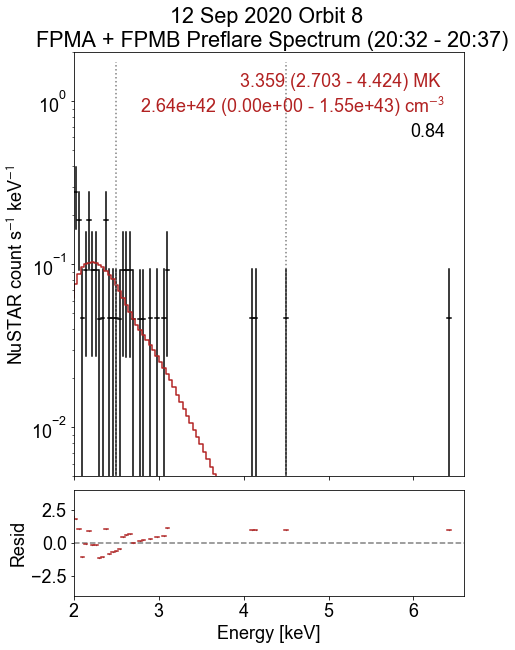 12 Sep 2020 Orbit 8
FPMA + FPMB Preflare Spectrum (20:32 - 20:37)
3.359 (2.703 - 4.424) MK
2.64e+42 (0.00e+00 - 1.55e+43) cm⁻³
0.84
NuSTAR count s⁻¹ keV⁻¹
10⁰
10⁻¹
10⁻²
Resid
2.5
0.0
−2.5
2 3 4 5 6
Energy [keV]